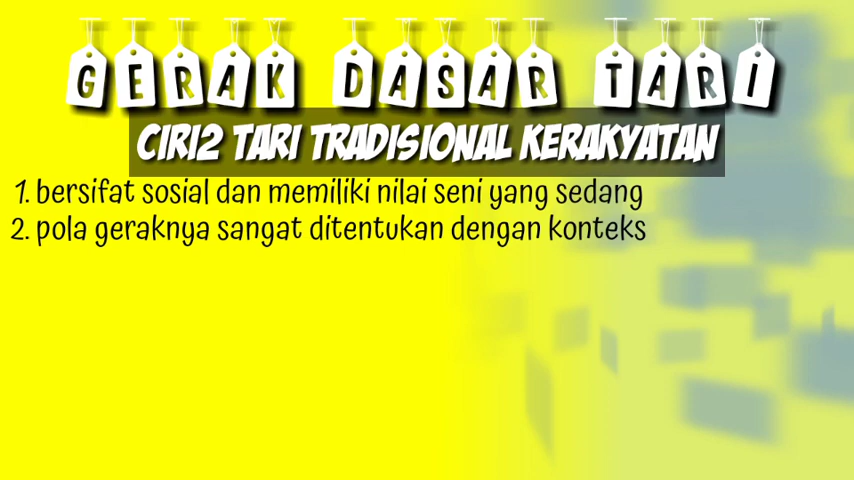 GERAK DASAR TARI
CIRI2 TARI TRADISIONAL KERAKYATAN
1. bersifat sosial dan memiliki nilai seni yang sedang
2. pola geraknya sangat ditentukan dengan konteks